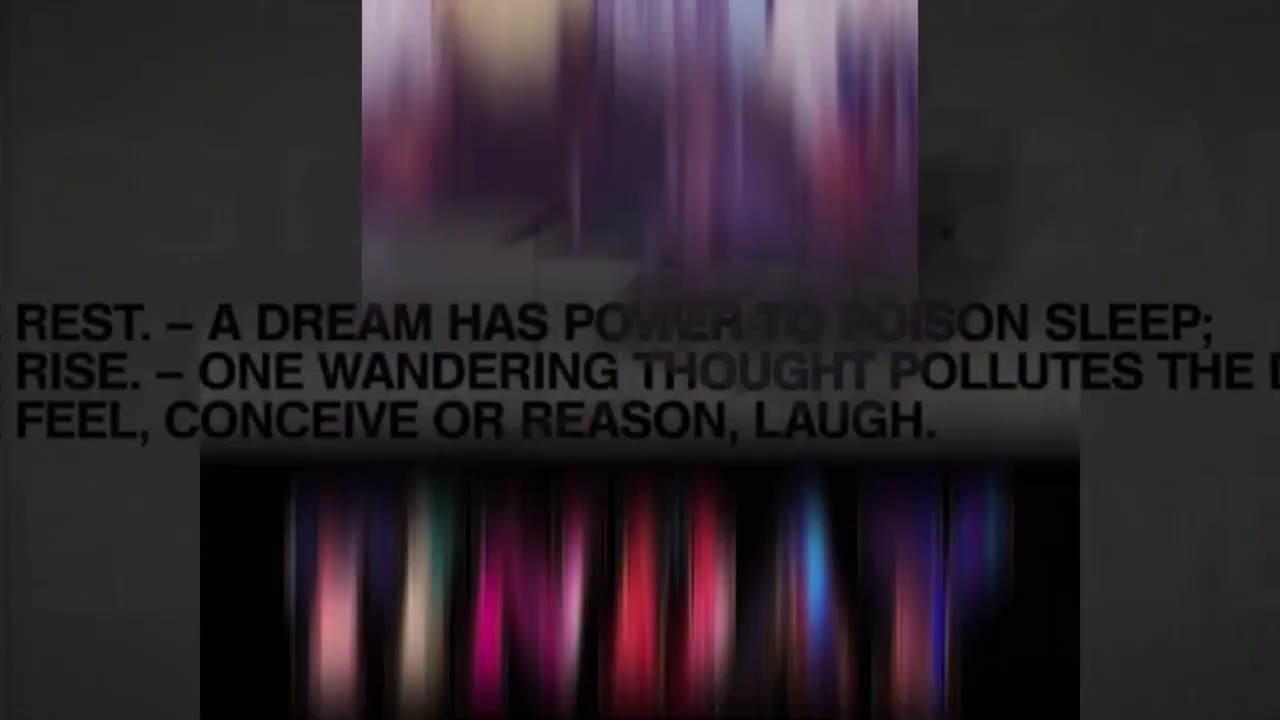 REST. – A DREAM HAS POWER TO POISON SLEEP;
RISE. – ONE WANDERING THOUGHT POLLUTES THE
FEEL, CONCEIVE OR REASON, LAUGH.